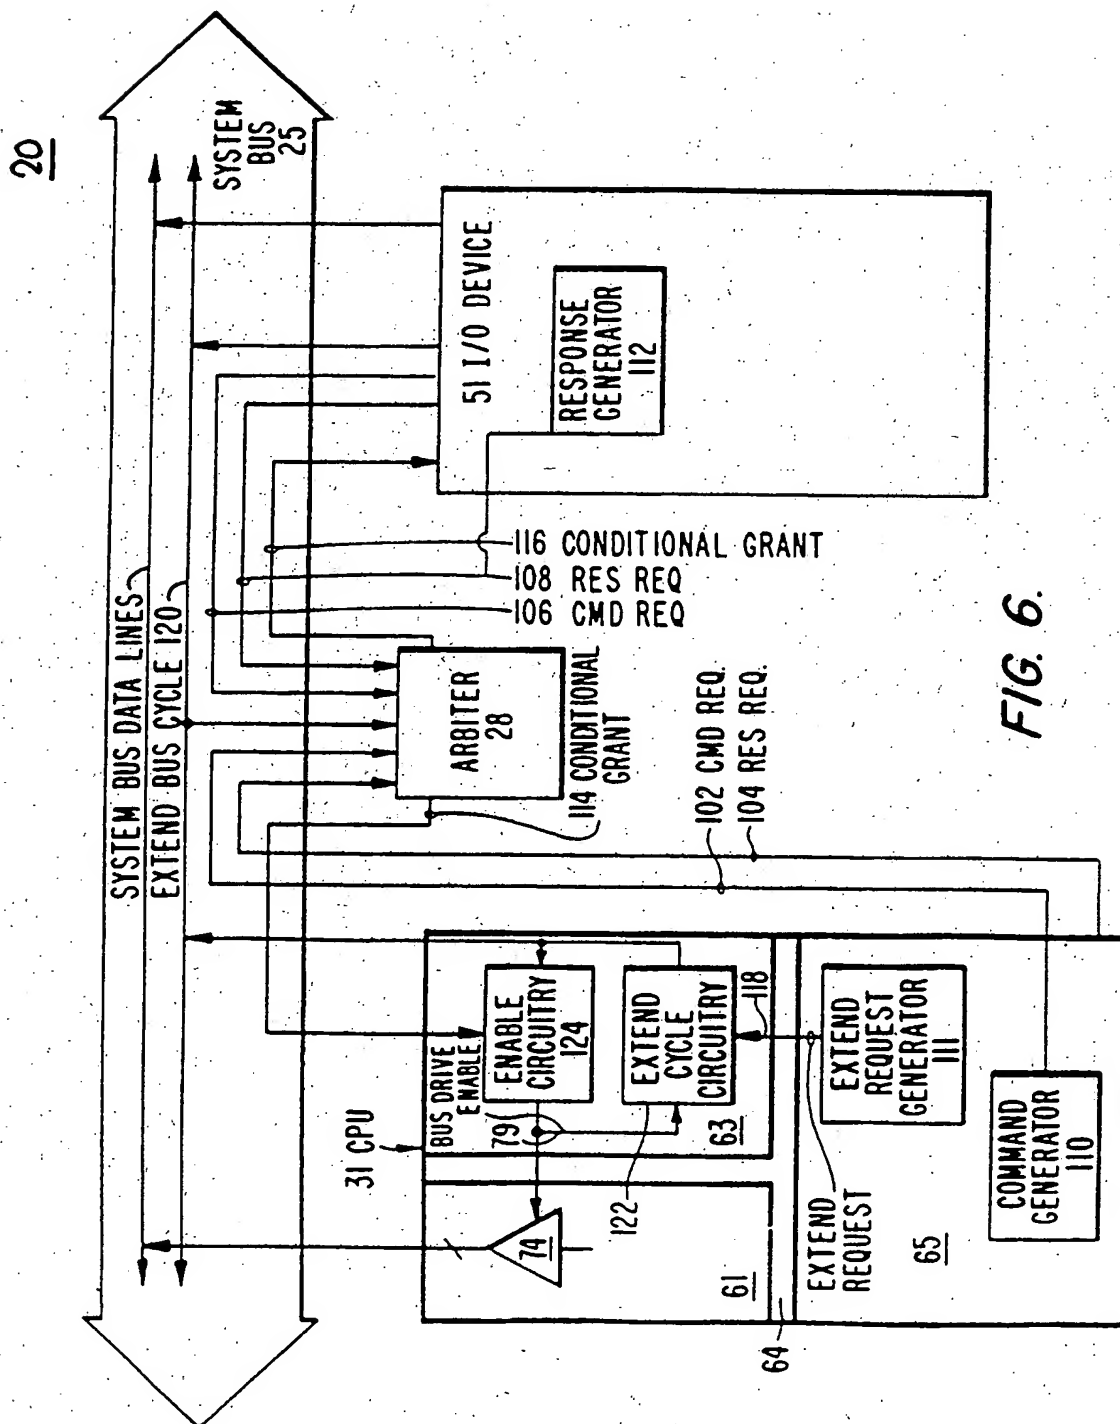 20
SYSTEM
BUS
25
SYSTEM BUS DATA LINES
EXTEND BUS CYCLE 120
51 I/O DEVICE
RESPONSE
GENERATOR
112
116 CONDITIONAL GRANT
108 RES REQ
106 CMD REQ
ARBITER
28
114 CONDITIONAL
GRANT
102 CMD REQ.
104 RES REQ.
31 CPU
BUS DRIVE
ENABLE
ENABLE
CIRCUITRY
124
79
EXTEND
CYCLE
CIRCUITRY
122
63
118
74
61
64
EXTEND
REQUEST
EXTEND
REQUEST
GENERATOR
111
65
COMMAND
GENERATOR
110
FIG. 6.